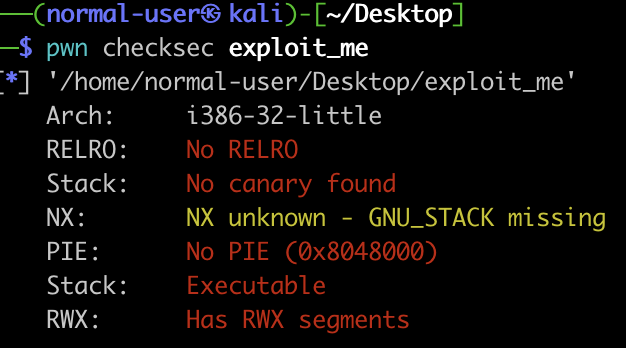 ──(normal-user㉿kali)-[~/Desktop]
─$ pwn checksec exploit_me
[*] '/home/normal-user/Desktop/exploit_me'
Arch: i386-32-little
RELRO: No RELRO
Stack: No canary found
NX: NX unknown - GNU_STACK missing
PIE: No PIE (0x8048000)
Stack: Executable
RWX: Has RWX segments